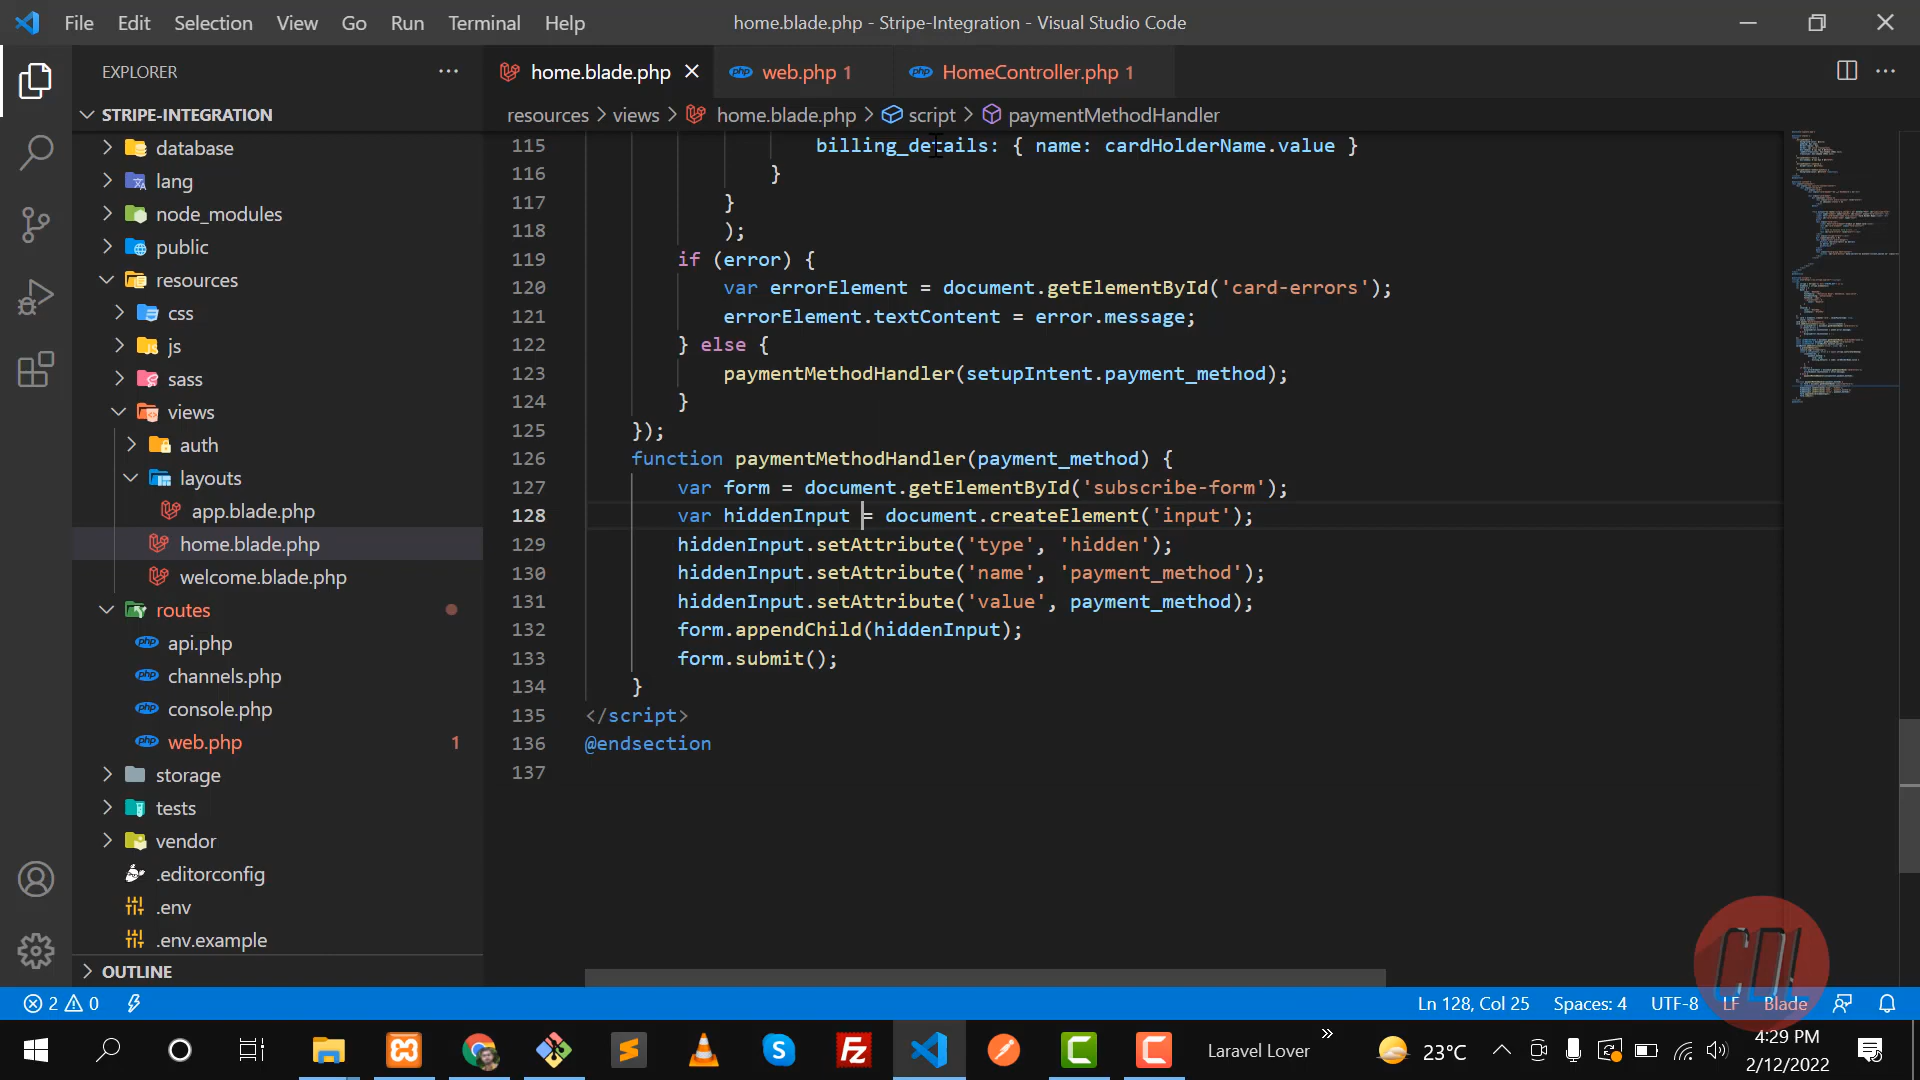 File Edit Selection View Go Run Terminal Help
home.blade.php - Stripe-Integration - Visual Studio Code
EXPLORER
home.blade.php
web.php 1
HomeController.php 1
STRIPE-INTEGRATION
resources > views > home.blade.php > script > paymentMethodHandler
database
lang
node_modules
public
resources
css
js
sass
views
auth
layouts
app.blade.php
home.blade.php
welcome.blade.php
routes
api.php
channels.php
console.php
web.php 1
storage
tests
vendor
.editorconfig
.env
.env.example
OUTLINE
115 billing_details: { name: cardHolderName.value }
116 }
117 }
118 );
119 if (error) {
120 var errorElement = document.getElementById('card-errors');
121 errorElement.textContent = error.message;
122 } else {
123 paymentMethodHandler(setupIntent.payment_method);
124 }
125 });
126 function paymentMethodHandler(payment_method) {
127 var form = document.getElementById('subscribe-form');
128 var hiddenInput = document.createElement('input');
129 hiddenInput.setAttribute('type', 'hidden');
130 hiddenInput.setAttribute('name', 'payment_method');
131 hiddenInput.setAttribute('value', payment_method);
132 form.appendChild(hiddenInput);
133 form.submit();
134 }
135 </script>
136 @endsection
137
2 0
Ln 128, Col 25 Spaces: 4 UTF-8 LF Blade
Laravel Lover
23°C
4:29 PM
2/12/2022